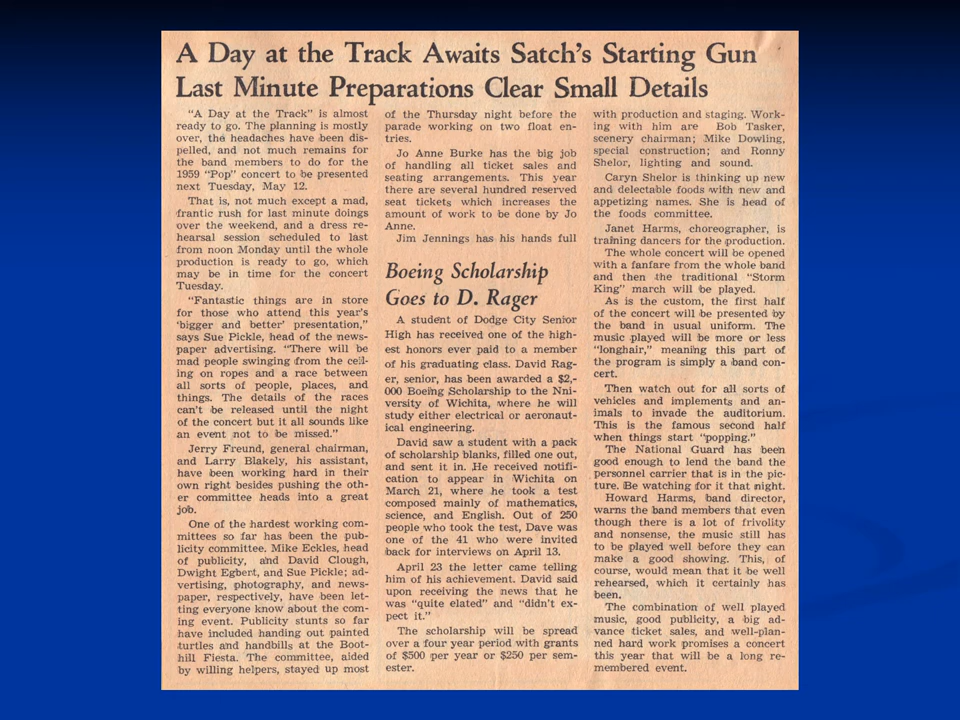 A Day at the Track Awaits Satch's Starting Gun
Last Minute Preparations Clear Small Details
"A Day at the Track" is almost
ready to go. The planning is mostly
over, the headaches have been dis-
pelled, and not much remains for
the band members to do for the
1959 "Pop" concert to be presented
next Tuesday, May 12.
That is, not much except a mad,
frantic rush for last minute doings
over the weekend, and a dress re-
hearsal session scheduled to last
from noon Monday until the whole
production is ready to go, which
may be in time for the concert
Tuesday.
"Fantastic things are in store
for those who attend this year's
'bigger and better' presentation,"
says Sue Pickle, head of the news-
paper advertising. "There will be
mad people swinging from the ceil-
ing on ropes and a race between
all sorts of people, places, and
things. The details of the races
can't be released until the night
of the concert but it all sounds like
an event not to be missed."
Jerry Freund, general chairman,
and Larry Blakely, his assistant,
have been working hard in their
own right besides pushing the oth-
er committee heads into a great
job.
One of the hardest working com-
mittees so far has been the pub-
licity committee. Mike Eckles, head
of publicity, and David Clough,
Dwight Egbert, and Sue Pickle; ad-
vertising, photography, and news-
paper, respectively, have been let-
ting everyone know about the com-
ing event. Publicity stunts so far
have included handing out painted
turtles and handbills at the Boot-
hill Fiesta. The committee, aided
by willing helpers, stayed up most
of the Thursday night before the
parade working on two float en-
tries.
Jo Anne Burke has the big job
of handling all ticket sales and
seating arrangements. This year
there are several hundred reserved
seat tickets which increases the
amount of work to be done by Jo
Anne.
Jim Jennings has his hands full
with production and staging. Work-
ing with him are Bob Tasker,
scenery chairman; Mike Dowling,
special construction; and Ronny
Shelor, lighting and sound.
Caryn Shelor is thinking up new
and delectable foods with new and
appetizing names. She is head of
the foods committee.
Janet Harms, choreographer, is
training dancers for the production.
The whole concert will be opened
with a fanfare from the whole band
and then the traditional "Storm
King" march will be played.
As is the custom, the first half
of the concert will be presented by
the band in usual uniform. The
music played will be more or less
"longhair," meaning this part of
the program is simply a band con-
cert.
Then watch out for all sorts of
vehicles and implements and an-
imals to invade the auditorium.
This is the famous second half
when things start "popping."
The National Guard has been
good enough to lend the band the
personnel carrier that is in the pic-
ture. Be watching for it that night.
Howard Harms, band director,
warns the band members that even
though there is a lot of frivolity
and nonsense, the music still has
to be played well before they can
make a good showing. This, of
course, would mean that it be well
rehearsed, which it certainly has
been.
The combination of well played
music, good publicity, a big ad-
vance ticket sales, and well-plan-
ned hard work promises a concert
this year that will be a long re-
membered event.
Boeing Scholarship
Goes to D. Rager
A student of Dodge City Senior
High has received one of the high-
est honors ever paid to a member
of his graduating class. David Rag-
er, senior, has been awarded a $2,-
000 Boeing Scholarship to the Nni-
versity of Wichita, where he will
study either electrical or aeronaut-
ical engineering.
David saw a student with a pack
of scholarship blanks, filled one out,
and sent it in. He received notifi-
cation to appear in Wichita on
March 21, where he took a test
composed mainly of mathematics,
science, and English. Out of 250
people who took the test, Dave was
one of the 41 who were invited
back for interviews on April 13.
April 23 the letter came telling
him of his achievement. David said
upon receiving the news that he
was "quite elated" and "didn't ex-
pect it."
The scholarship will be spread
over a four year period with grants
of $500 per year or $250 per sem-
ester.